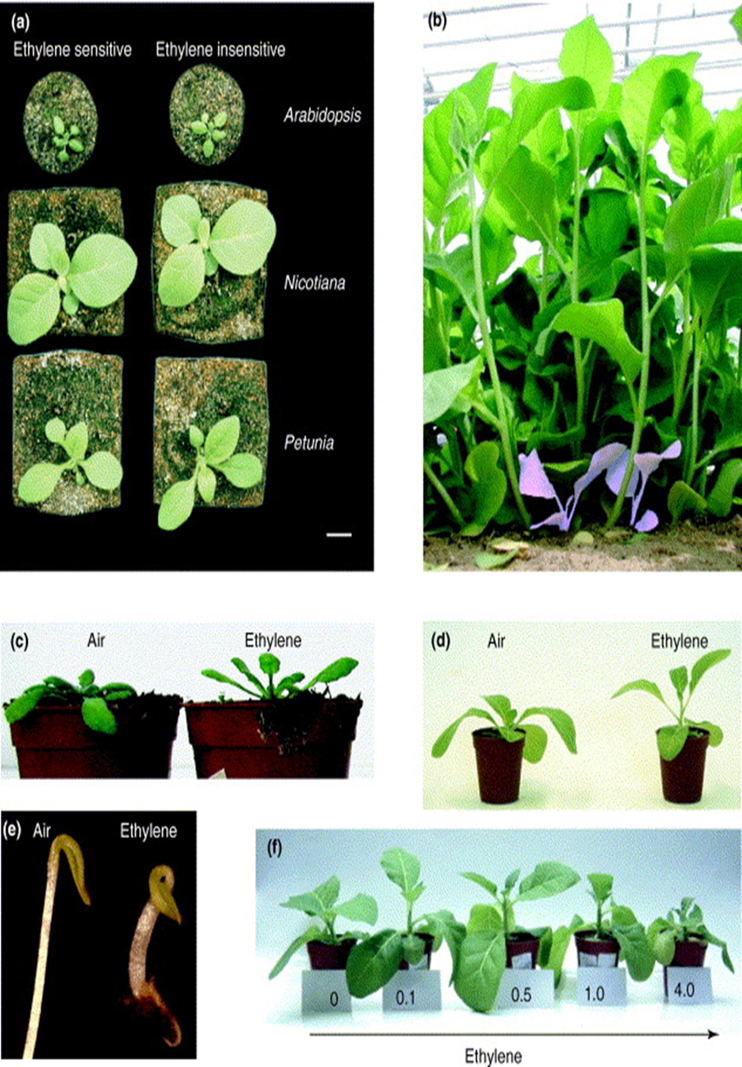 (a)
Ethylene sensitive Ethylene insensitive
Arabidopsis
Nicotiana
Petunia
(b)
(c) Air Ethylene
(d) Air Ethylene
(e) Air Ethylene
(f)
0 0.1 0.5 1.0 4.0
Ethylene